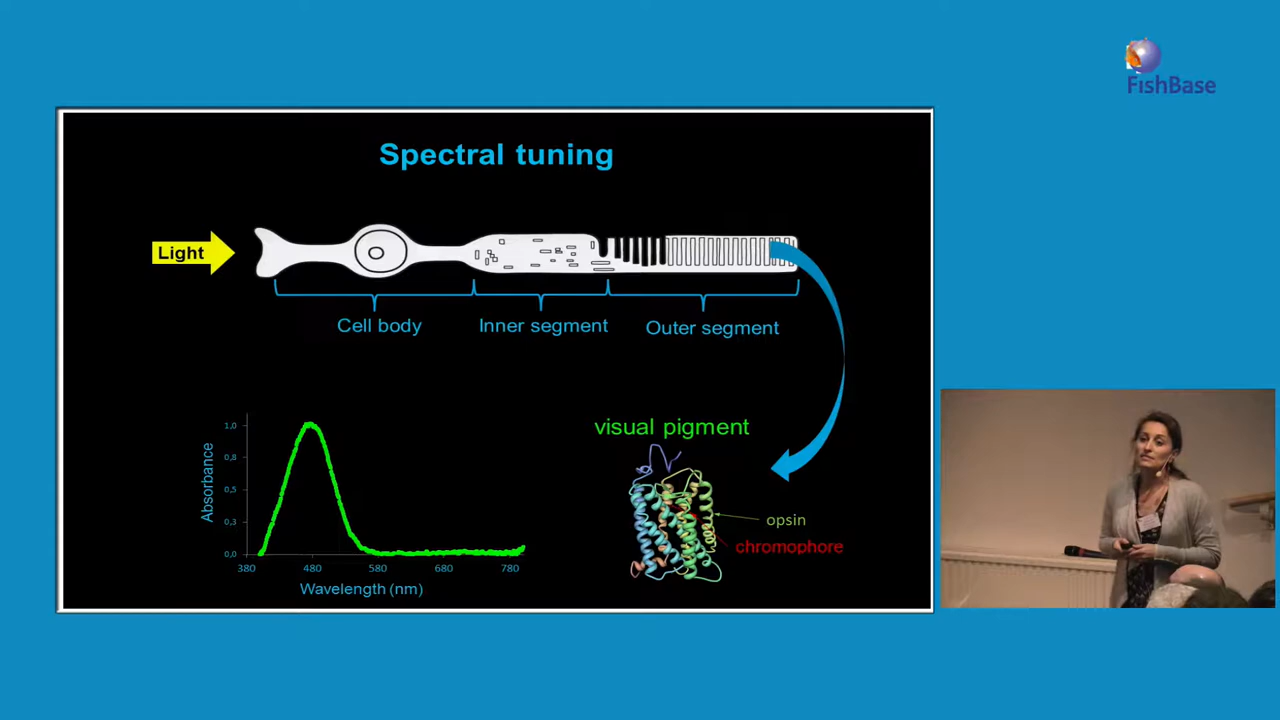 FishBase
Spectral tuning
Light
Cell body
Inner segment
Outer segment
Absorbance
1,0
0,8
0,5
0,3
0,0
380 480 580 680 780
Wavelength (nm)
visual pigment
opsin
chromophore